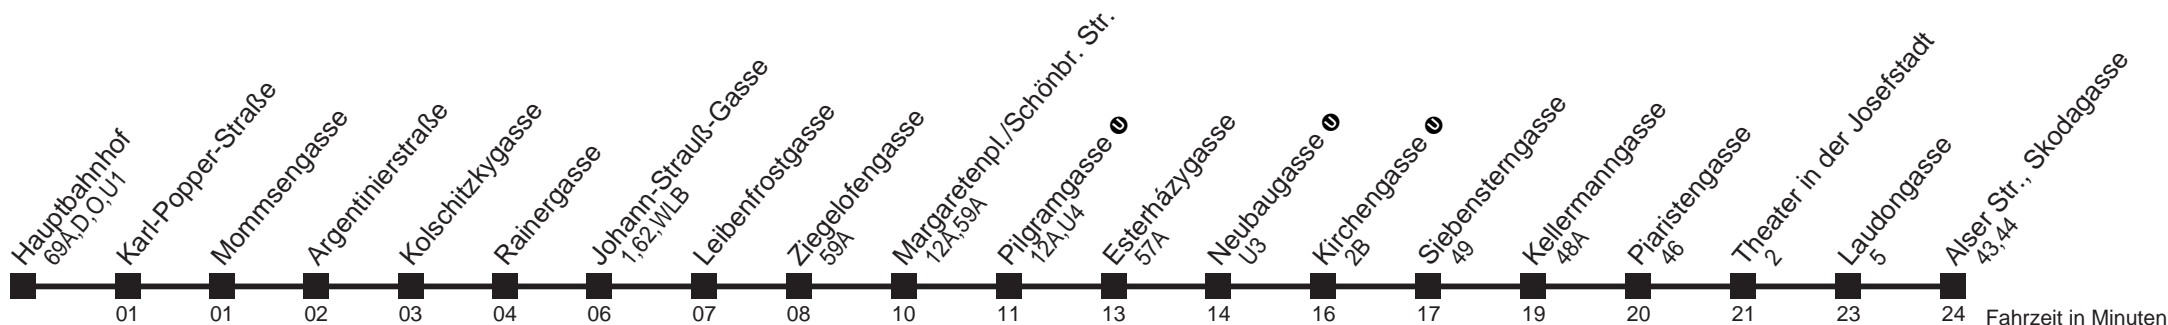 Hauptbahnhof
69A,D,O,U1
Karl-Popper-Straße
01
Mommsengasse
01
Argentinierstraße
02
Kolschitzkygasse
03
Rainergasse
04
Johann-Strauß-Gasse
1,62,WLB
06
Leibenfrostgasse
07
Ziegelofengasse
59A
08
Margaretenpl./Schönbr. Str.
12A,59A
10
Pilgramgasse U
12A,U4
11
Esterházygasse
57A
13
Neubaugasse U
U3
14
Kirchengasse U
2B
16
Siebensterngasse
49
17
Kellermanngasse
48A
19
Piaristengasse
46
20
Theater in der Josefstadt
2
21
Laudongasse
5
23
Alser Str., Skodagasse
43,44
24
Fahrzeit in Minuten